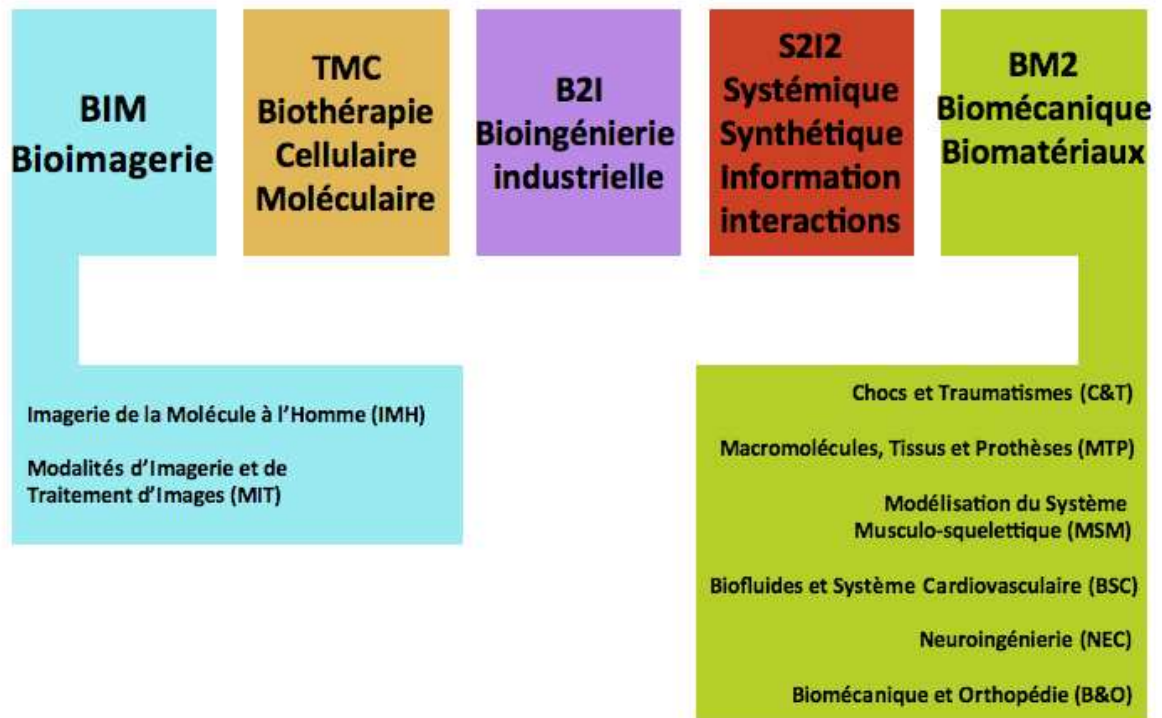 BIM
Bioimagerie
TMC
Biothérapie
Cellulaire
Moléculaire
B2I
Bioingénierie
industrielle
S2I2
Systémique
Synthétique
Information
interactions
BM2
Biomécanique
Biomatériaux
Imagerie de la Molécule à l'Homme (IMH)
Modalités d'Imagerie et de
Traitement d'Images (MIT)
Chocs et Traumatismes (C&T)
Macromolécules, Tissus et Prothèses (MTP)
Modélisation du Système
Musculo-squelettique (MSM)
Biofluides et Système Cardiovasculaire (BSC)
Neuroingénierie (NEC)
Biomécanique et Orthopédie (B&O)